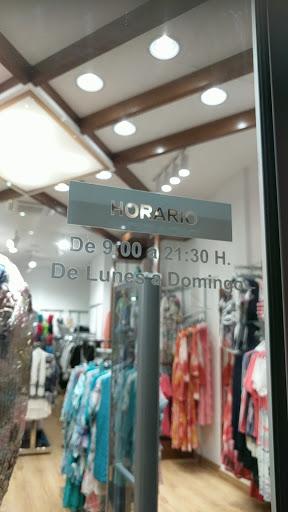 HORARIO
De 9:00 a 21:30 H.
De Lunes a Domingo